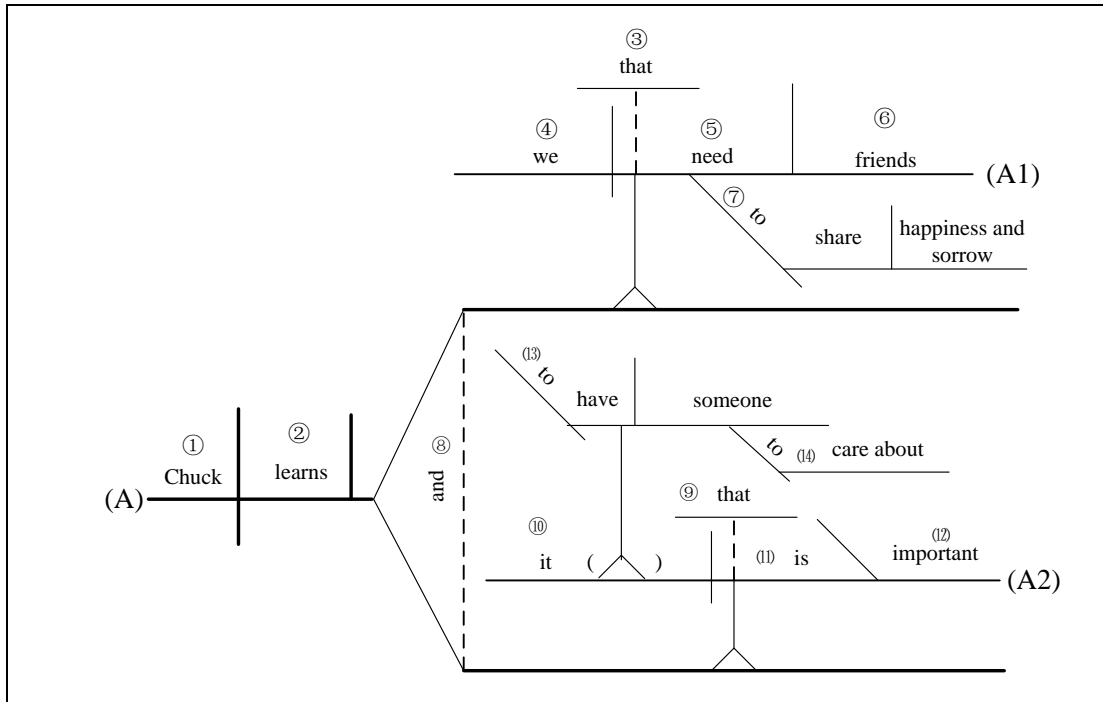 ③
that
④
we
⑤
need
⑥
friends
(A1)
⑦ to
share
happiness and
sorrow
⒀ to
have
someone
to ⒁ care about
①
Chuck
②
learns
(A)
⑧
and
⑨ that
⑩
it ( )
⑾ is
⑿
important
(A2)